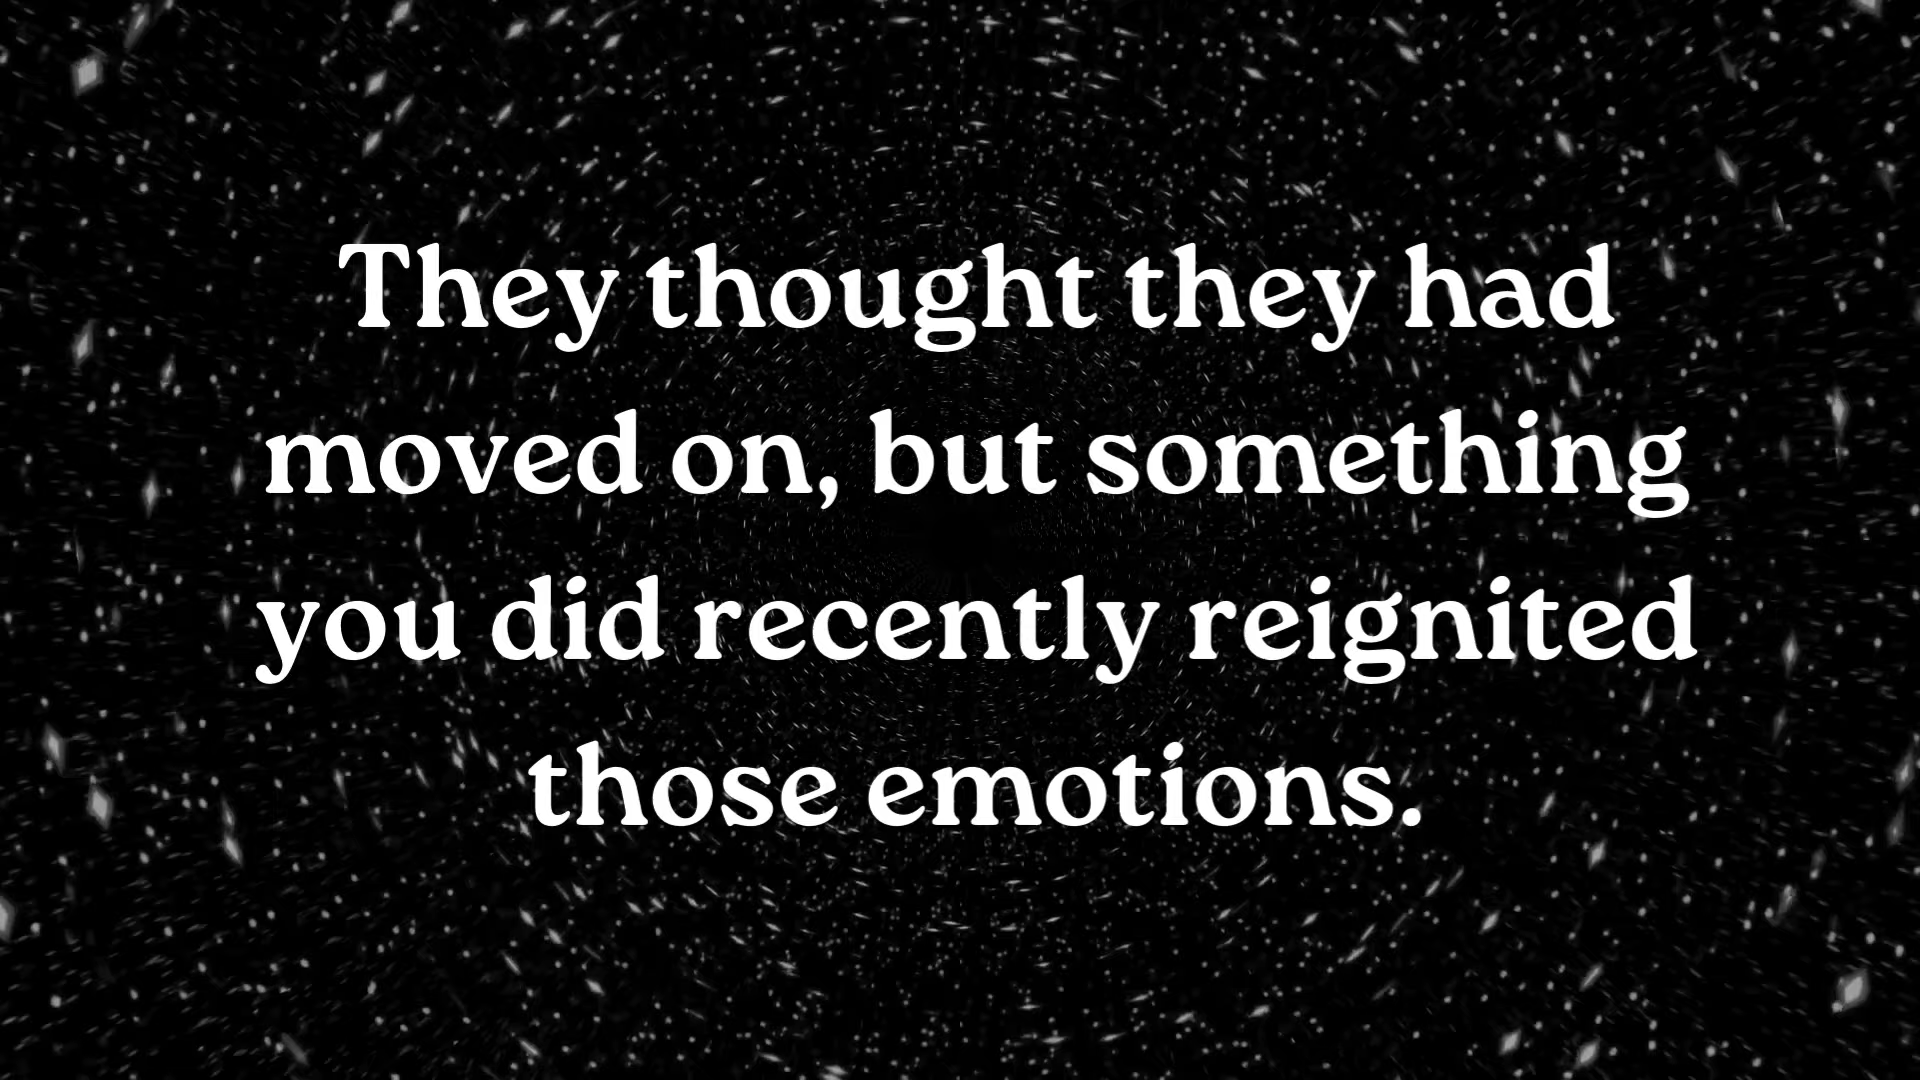 They thought they had
moved on, but something
you did recently reignited
those emotions.